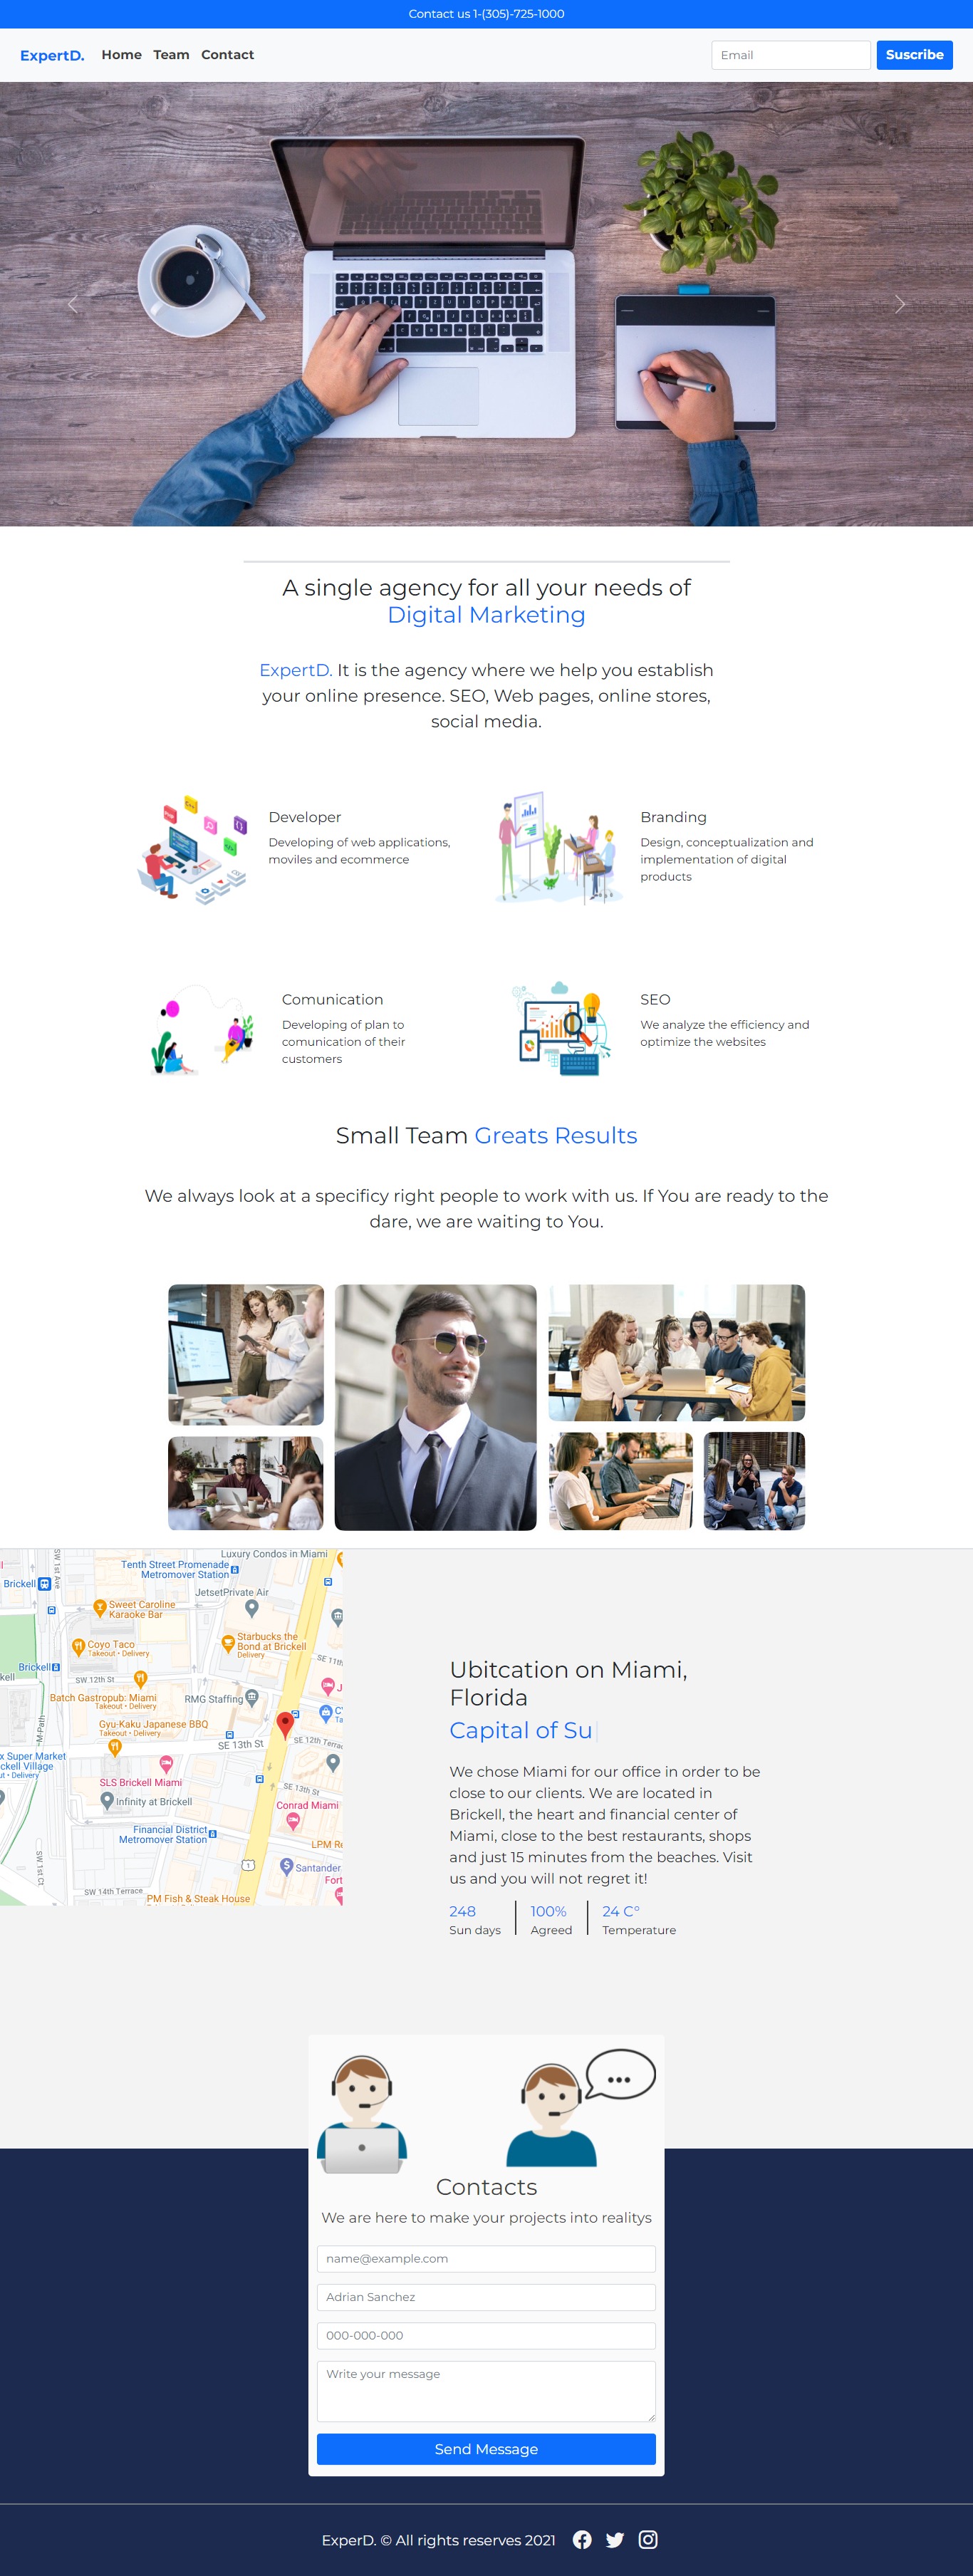 Contact us 1-(305)-725-1000
ExpertD. Home Team Contact Email Suscribe
A single agency for all your needs of
Digital Marketing
ExpertD. It is the agency where we help you establish
your online presence. SEO, Web pages, online stores,
social media.
Developer
Developing of web applications,
moviles and ecommerce
Branding
Design, conceptualization and
implementation of digital
products
Comunication
Developing of plan to
comunication of their
customers
SEO
We analyze the efficiency and
optimize the websites
Small Team Greats Results
We always look at a specificy right people to work with us. If You are ready to the
dare, we are waiting to You.
Luxury Condos in Miami
SW 1st Ave
Tenth Street Promenade
Metromover Station
Brickell
JetsetPrivate Air
Sweet Caroline
Karaoke Bar
Starbucks the
Bond at Brickell
Delivery
Coyo Taco
Takeout • Delivery
SE 11th
Brickell
kell
SW 12th St
Batch Gastropub: Miami
Takeout • Delivery
RMG Staffing
J
C
Ta
Gyu-Kaku Japanese BBQ
Takeout • Delivery
M-Path
SE 13th St
SE 12th Terrac
x Super Market
ckell Village
ut • Delivery
SLS Brickell Miami
SE 13th St
Infinity at Brickell
Conrad Miami
Financial District
Metromover Station
LPM Re
SW 1st Ct
1
Santander
Fort
SW 14th Terrace
PM Fish & Steak House
Ubitcation on Miami,
Florida
Capital of Su
We chose Miami for our office in order to be
close to our clients. We are located in
Brickell, the heart and financial center of
Miami, close to the best restaurants, shops
and just 15 minutes from the beaches. Visit
us and you will not regret it!
248 100% 24 C°
Sun days Agreed Temperature
Contacts
We are here to make your projects into realitys
name@example.com
Adrian Sanchez
000-000-000
Write your message
Send Message
ExperD. © All rights reserves 2021